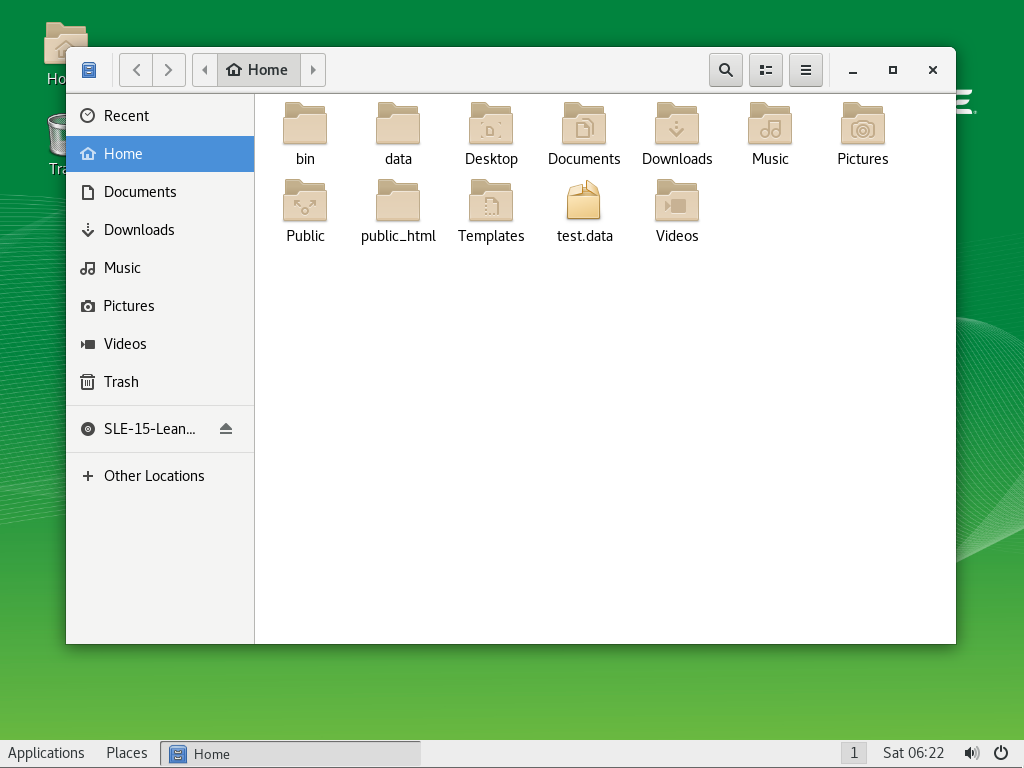 Ho
Home
Tra
Recent
Home
Documents
Downloads
Music
Pictures
Videos
Trash
SLE-15-Lean...
Other Locations
bin
data
Desktop
Documents
Downloads
Music
Pictures
Public
public_html
Templates
test.data
Videos
Applications
Places
Home
1
Sat 06:22